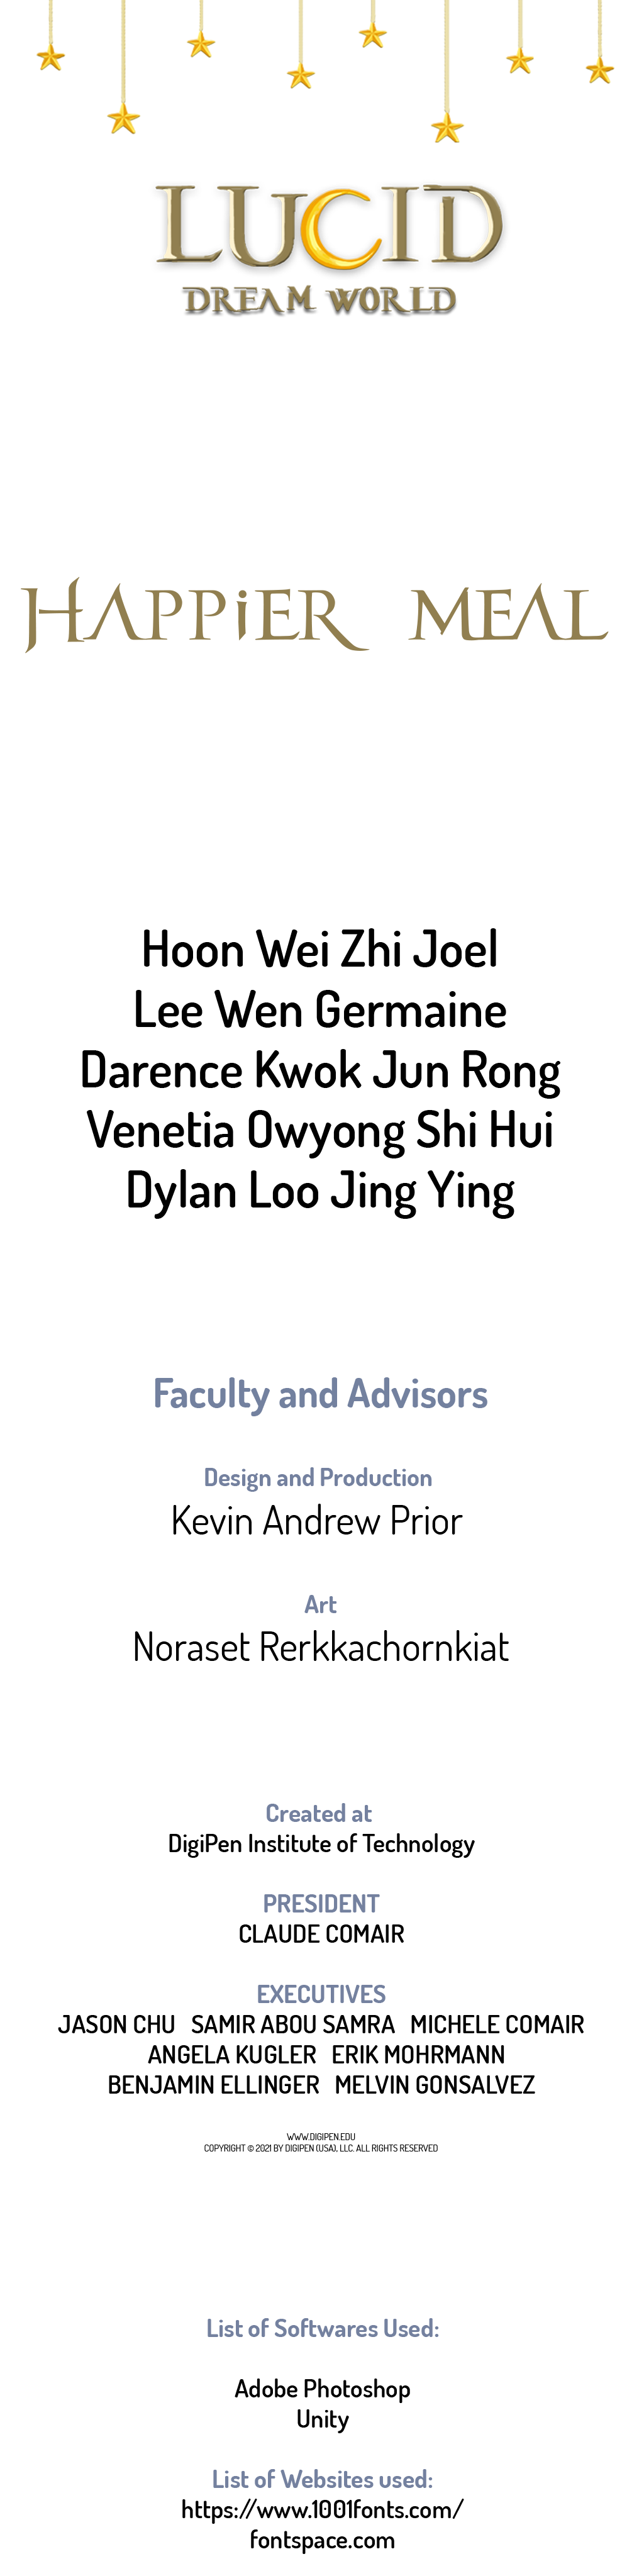 LUCID
DREAM WORLD
HAPPiER MEAL
Hoon Wei Zhi Joel
Lee Wen Germaine
Darence Kwok Jun Rong
Venetia Owyong Shi Hui
Dylan Loo Jing Ying
Faculty and Advisors
Design and Production
Kevin Andrew Prior
Art
Noraset Rerkkachornkiat
Created at
DigiPen Institute of Technology
PRESIDENT
CLAUDE COMAIR
EXECUTIVES
JASON CHU SAMIR ABOU SAMRA MICHELE COMAIR
ANGELA KUGLER ERIK MOHRMANN
BENJAMIN ELLINGER MELVIN GONSALVEZ
WWW.DIGIPEN.EDU
COPYRIGHT © 2021 BY DIGIPEN (USA), LLC. ALL RIGHTS RESERVED
List of Softwares Used:
Adobe Photoshop
Unity
List of Websites used:
https://www.1001fonts.com/
fontspace.com